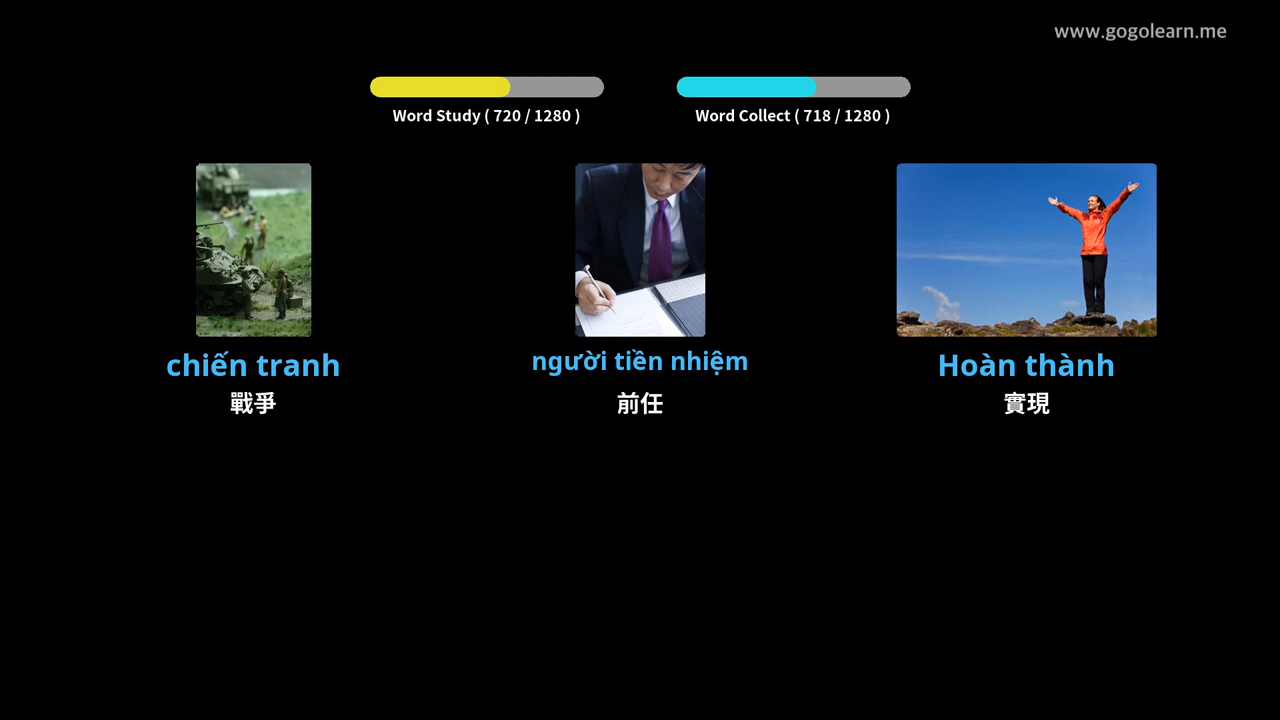 www.gogolearn.me
Word Study ( 720 / 1280 )
Word Collect ( 718 / 1280 )
chiến tranh
người tiền nhiệm
Hoàn thành
戰爭
前任
實現